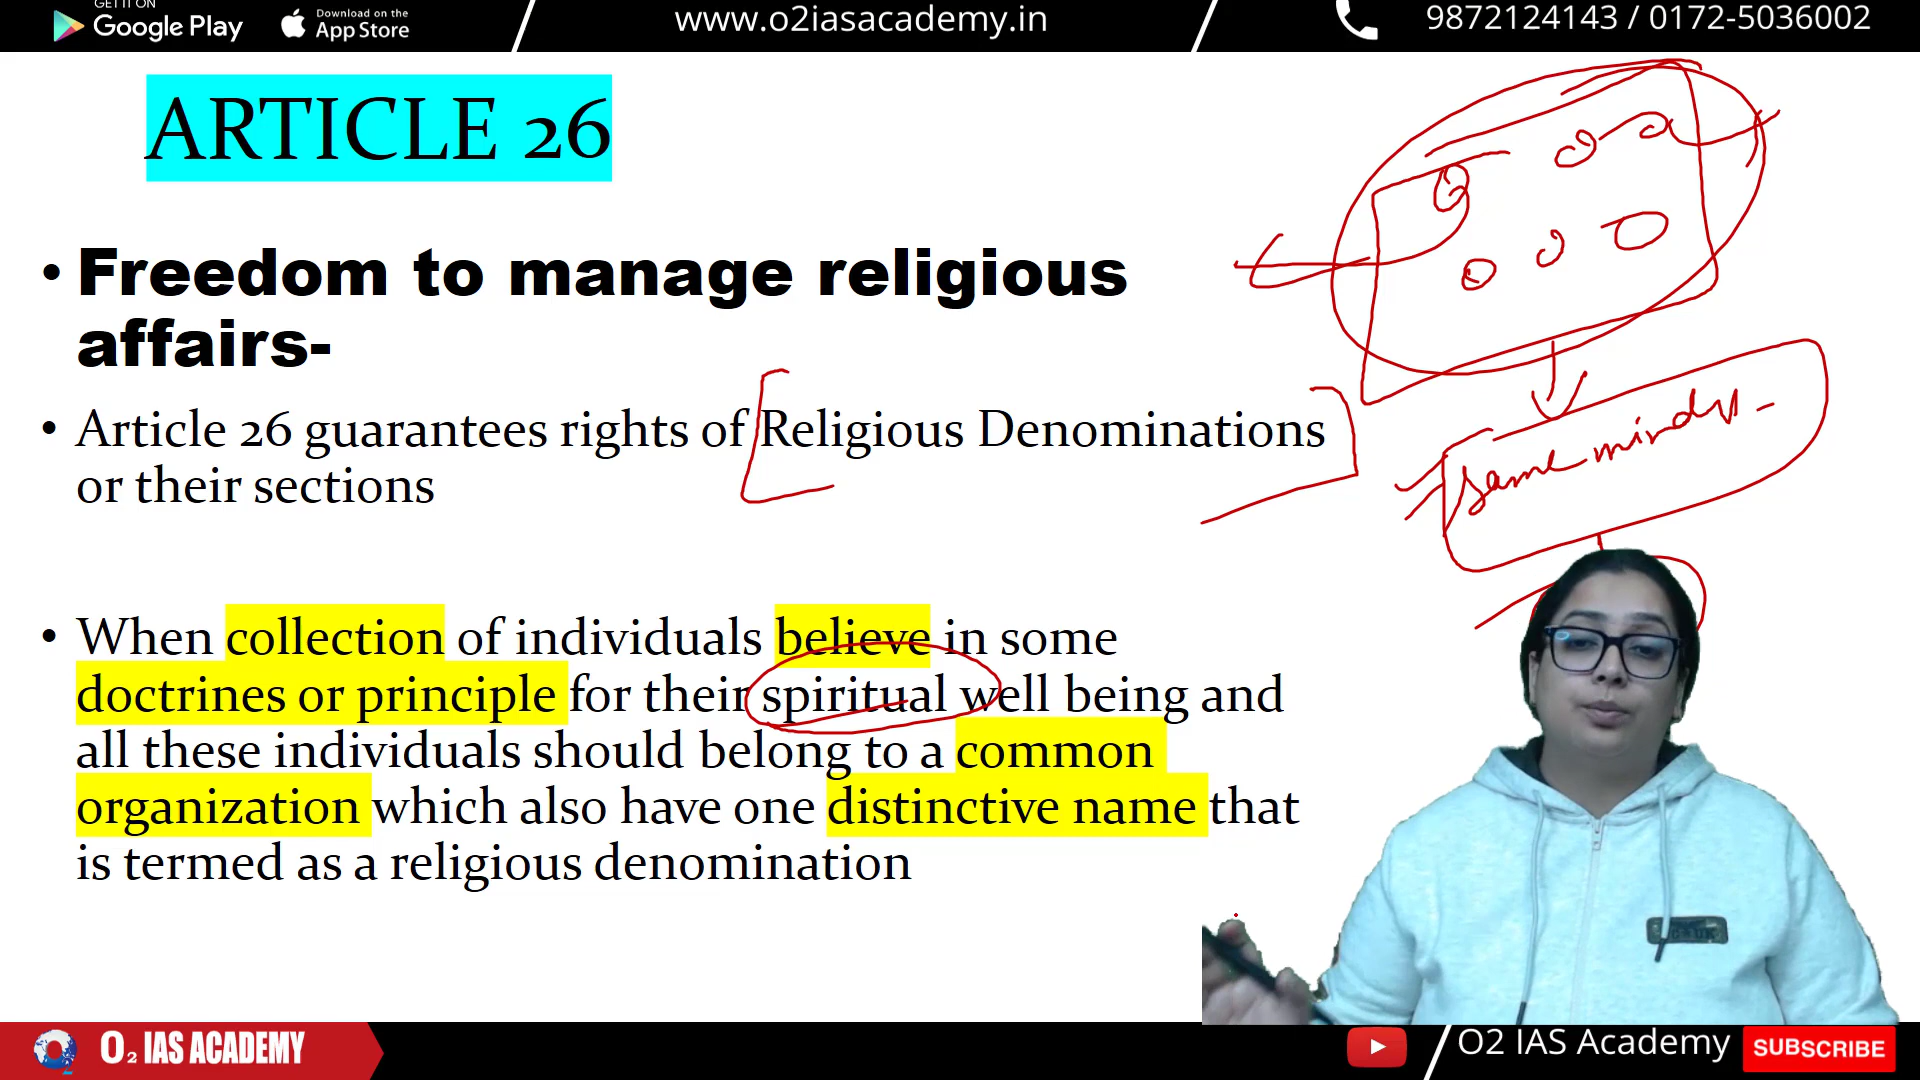 GET IT ON
Google Play
Download on the
App Store
www.o2iasacademy.in
9872124143 / 0172-5036002
ARTICLE 26
• Freedom to manage religious
affairs-
• Article 26 guarantees rights of Religious Denominations
or their sections
same minds
• When collection of individuals believe in some
doctrines or principle for their spiritual well being and
all these individuals should belong to a common
organization which also have one distinctive name that
is termed as a religious denomination
O2 IAS ACADEMY
O2 IAS Academy
SUBSCRIBE